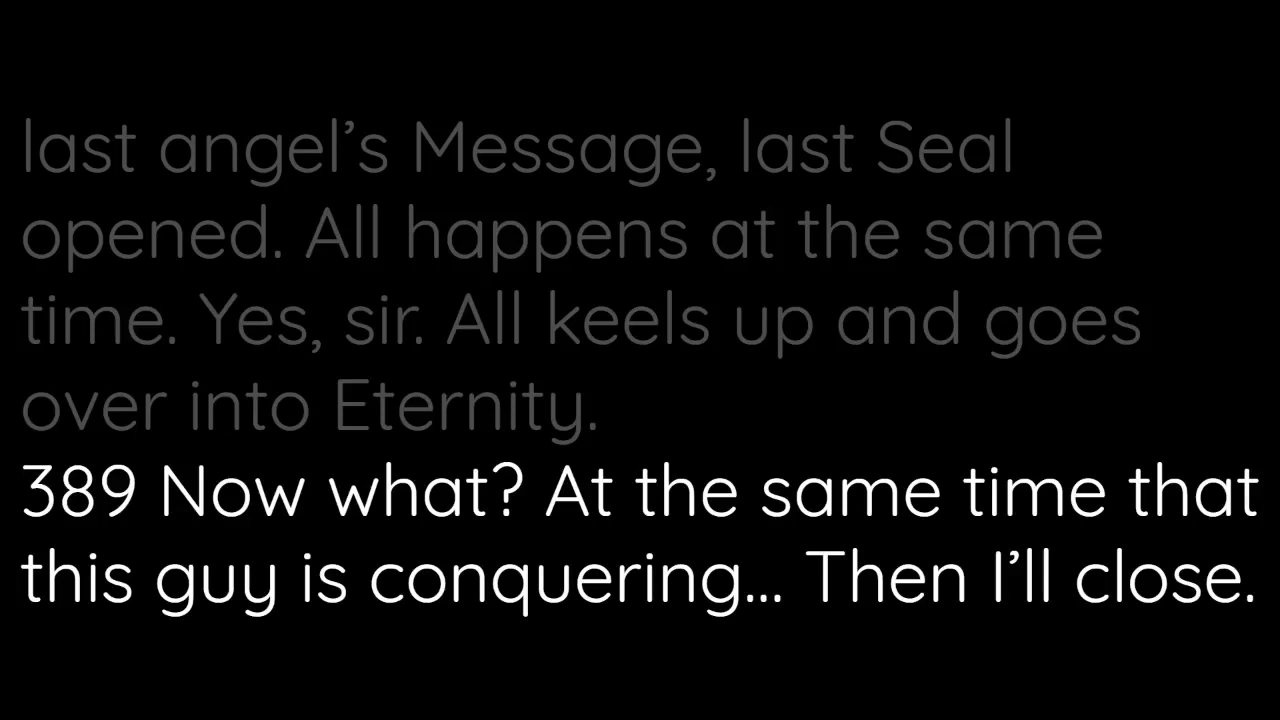 last angel’s Message, last Seal
opened. All happens at the same
time. Yes, sir. All keels up and goes
over into Eternity.
389 Now what? At the same time that
this guy is conquering... Then I’ll close.